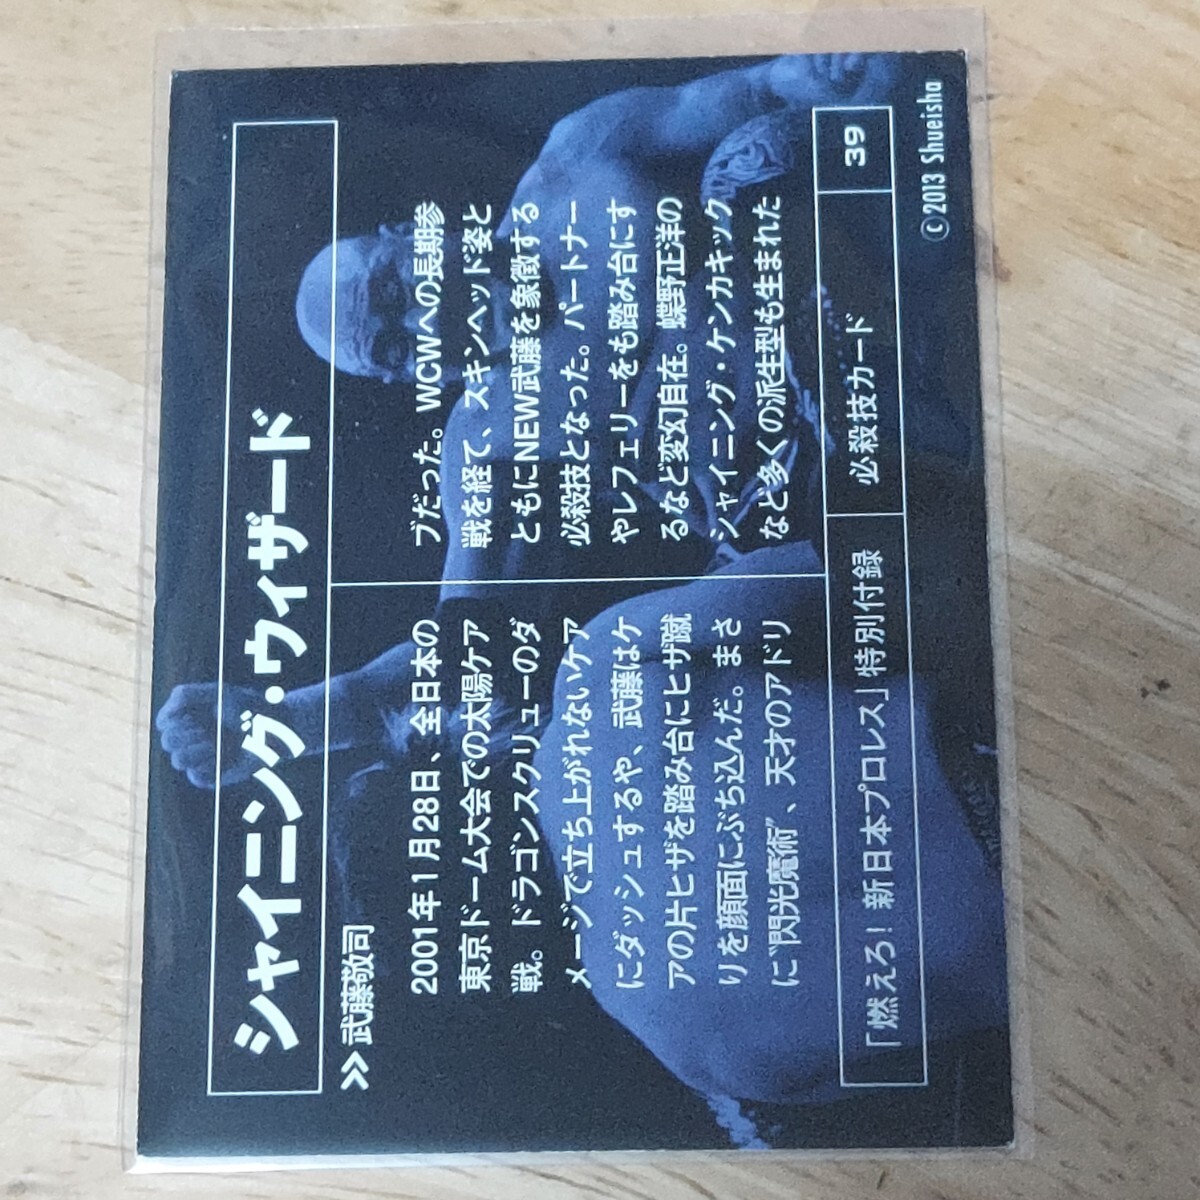 シャイニング・ウィザード
≫武藤敬司
2001年1月28日、全日本の
東京ドーム大会での太陽ケア
戦。ドラゴンスクリューのダ
メージで立ち上がれないケア
にダッシュするや、武藤はケ
アの片ヒザを踏み台にヒザ蹴
りを顔面にぶち込んだ。まさ
に〝閃光魔術〟、天才のアドリ
ブだった。WCWへの長期参
戦を経て、スキンヘッド姿と
ともにNEW武藤を象徴する
必殺技となった。パートナー
やレフェリーをも踏み台にす
るなど変幻自在。蝶野正洋の
シャイニング・ケンカキック
など多くの派生型も生まれた
「燃えろ！新日本プロレス」特別付録
必殺技カード
39
©2013 Shueisha